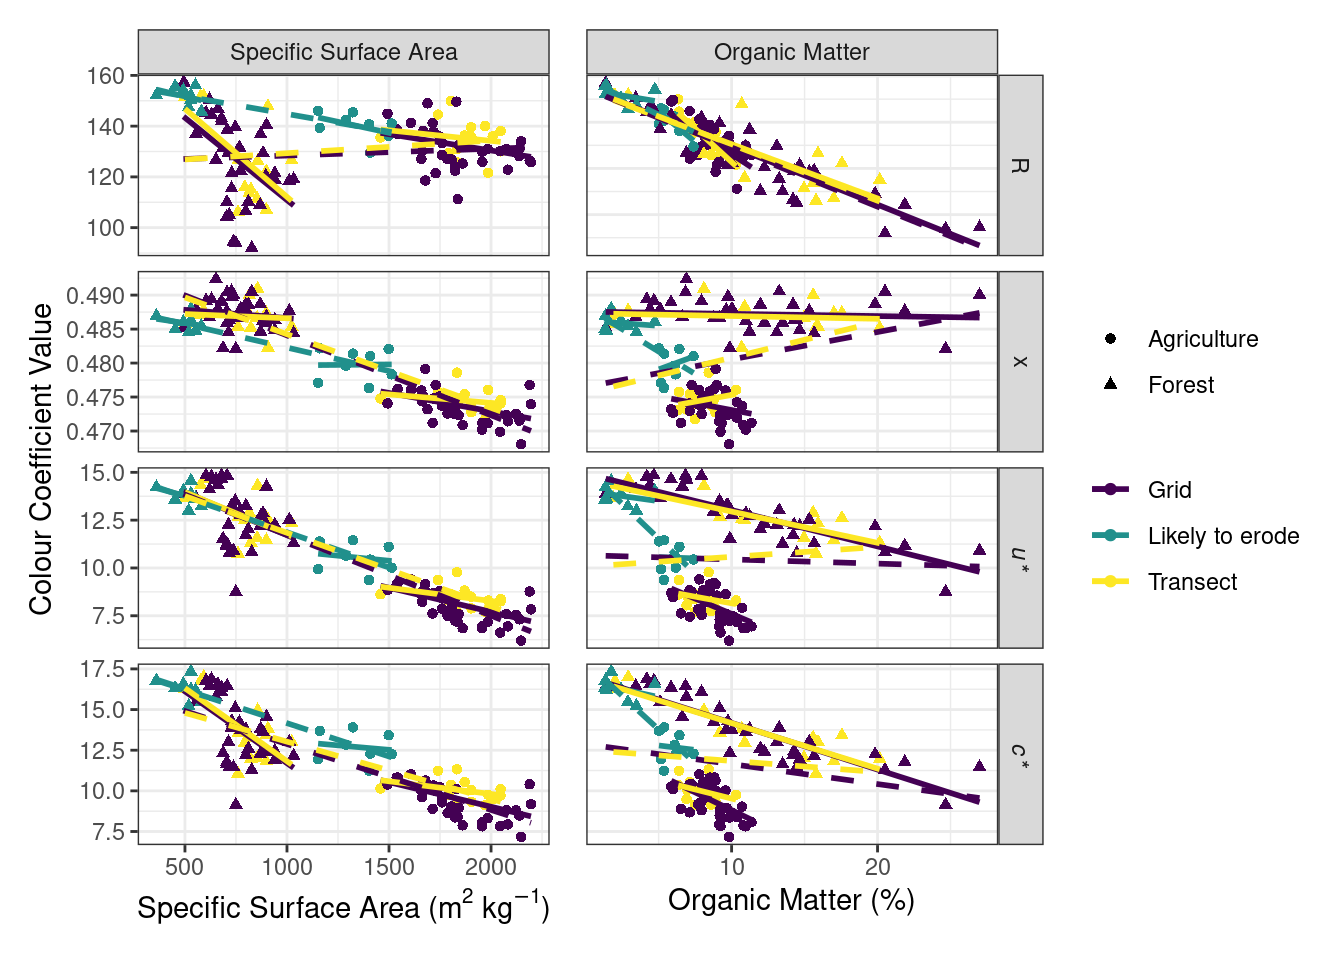 Specific Surface Area
Organic Matter
160
140
120
100
R
0.490
0.485
0.480
0.475
0.470
x
15.0
12.5
10.0
7.5
u*
17.5
15.0
12.5
10.0
7.5
c*
Colour Coefficient Value
500 1000 1500 2000
10 20
Specific Surface Area (m² kg⁻¹)
Organic Matter (%)
Agriculture
Forest
Grid
Likely to erode
Transect